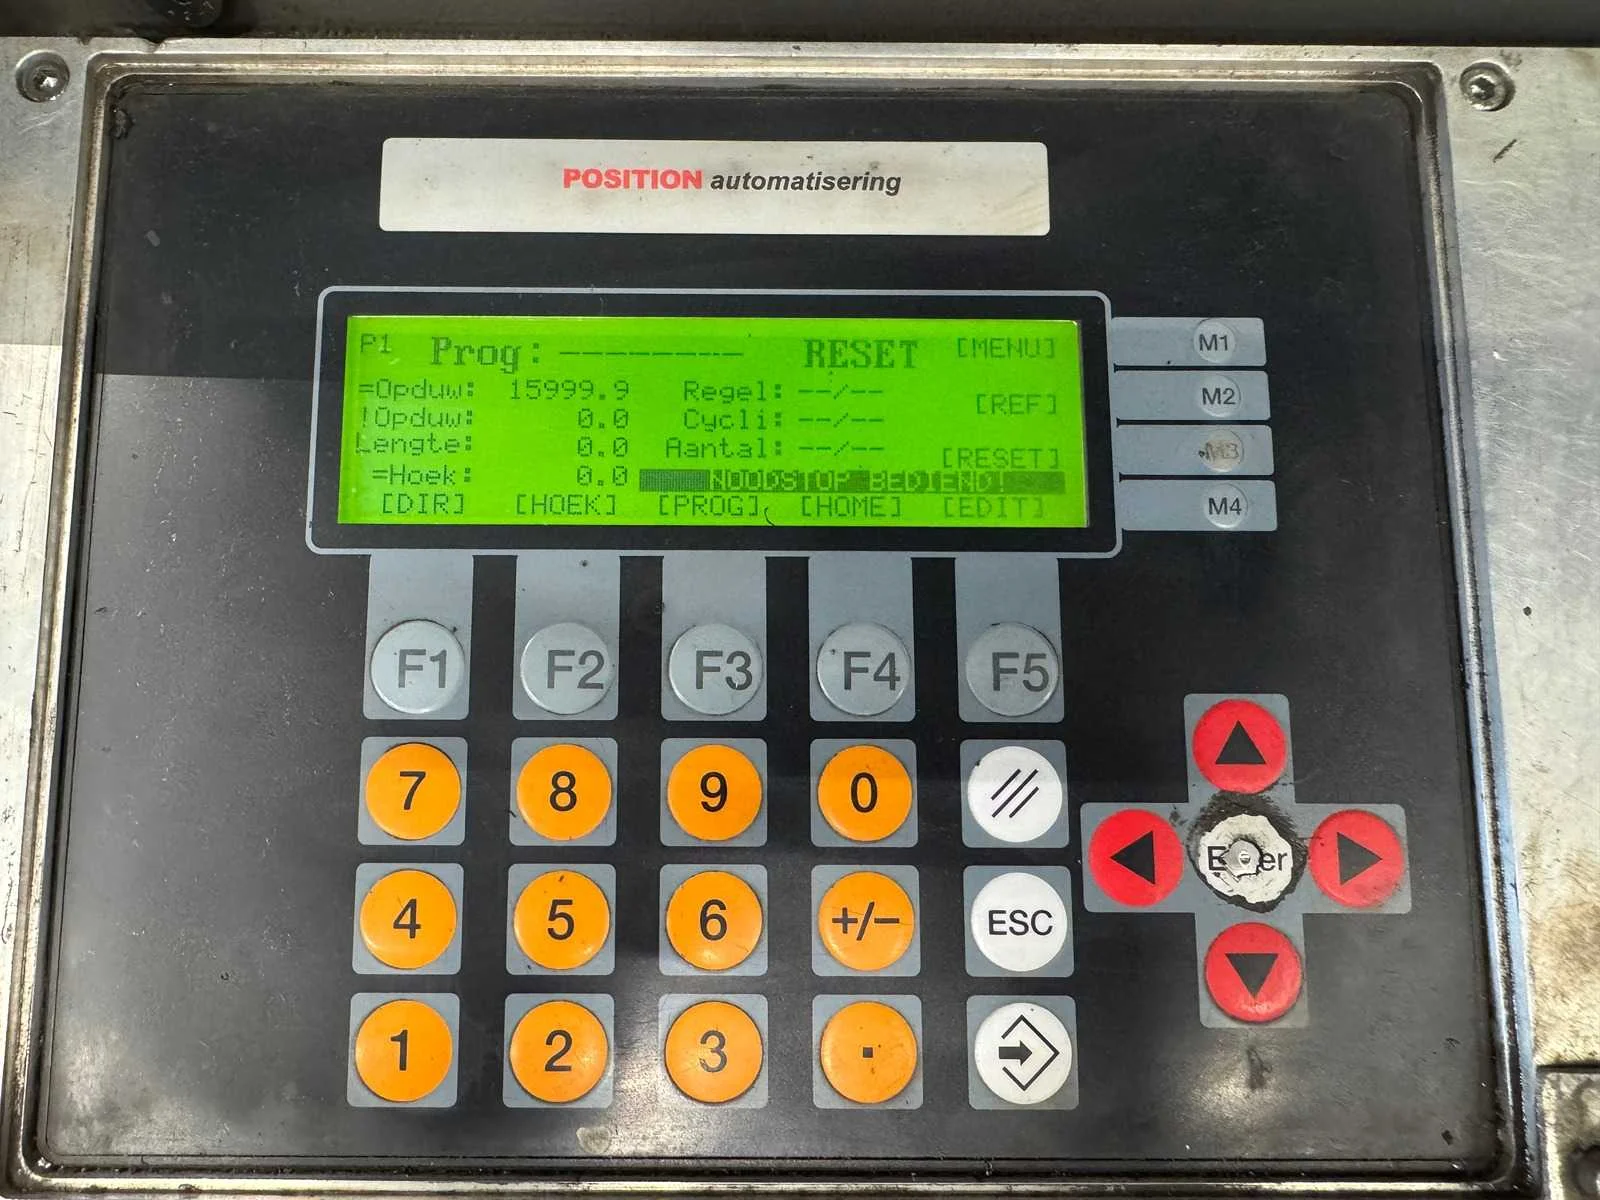 POSITION automatisering
P1 Prog: -------- RESET [MENU] M1
=Opduw: 15999.9 Regel: --/--
[REF] M2
!Opduw: 0.0 Cycli: --/--
Lengte: 0.0 Aantal: --/--
[RESET] M3
=Hoek: 0.0 NOODSTOP BEDIEND!
[DIR] [HOEK] [PROG] [HOME] [EDIT] M4
F1 F2 F3 F4 F5
7 8 9 0
4 5 6 +/- ESC
Enter
1 2 3 .